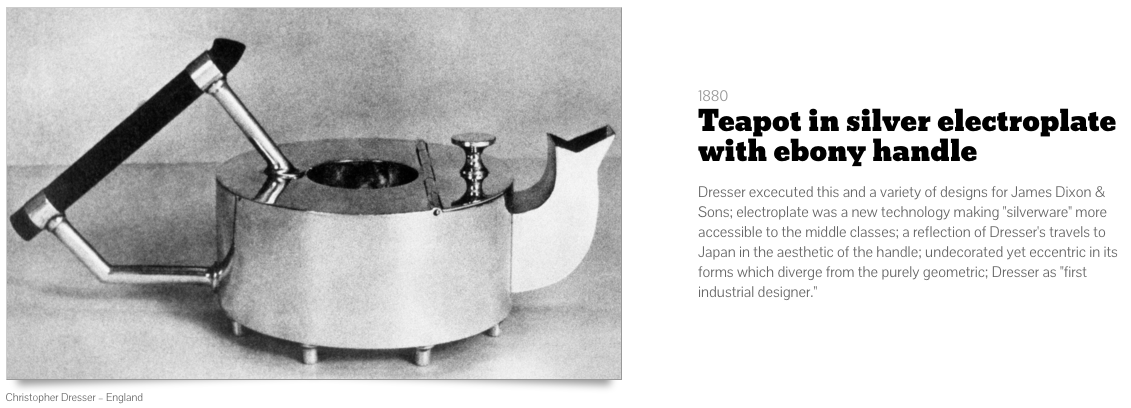 1880
Teapot in silver electroplate
with ebony handle
Dresser excecuted this and a variety of designs for James Dixon &
Sons; electroplate was a new technology making "silverware" more
accessible to the middle classes; a reflection of Dresser's travels to
Japan in the aesthetic of the handle; undecorated yet eccentric in its
forms which diverge from the purely geometric; Dresser as "first
industrial designer."
Christopher Dresser – England